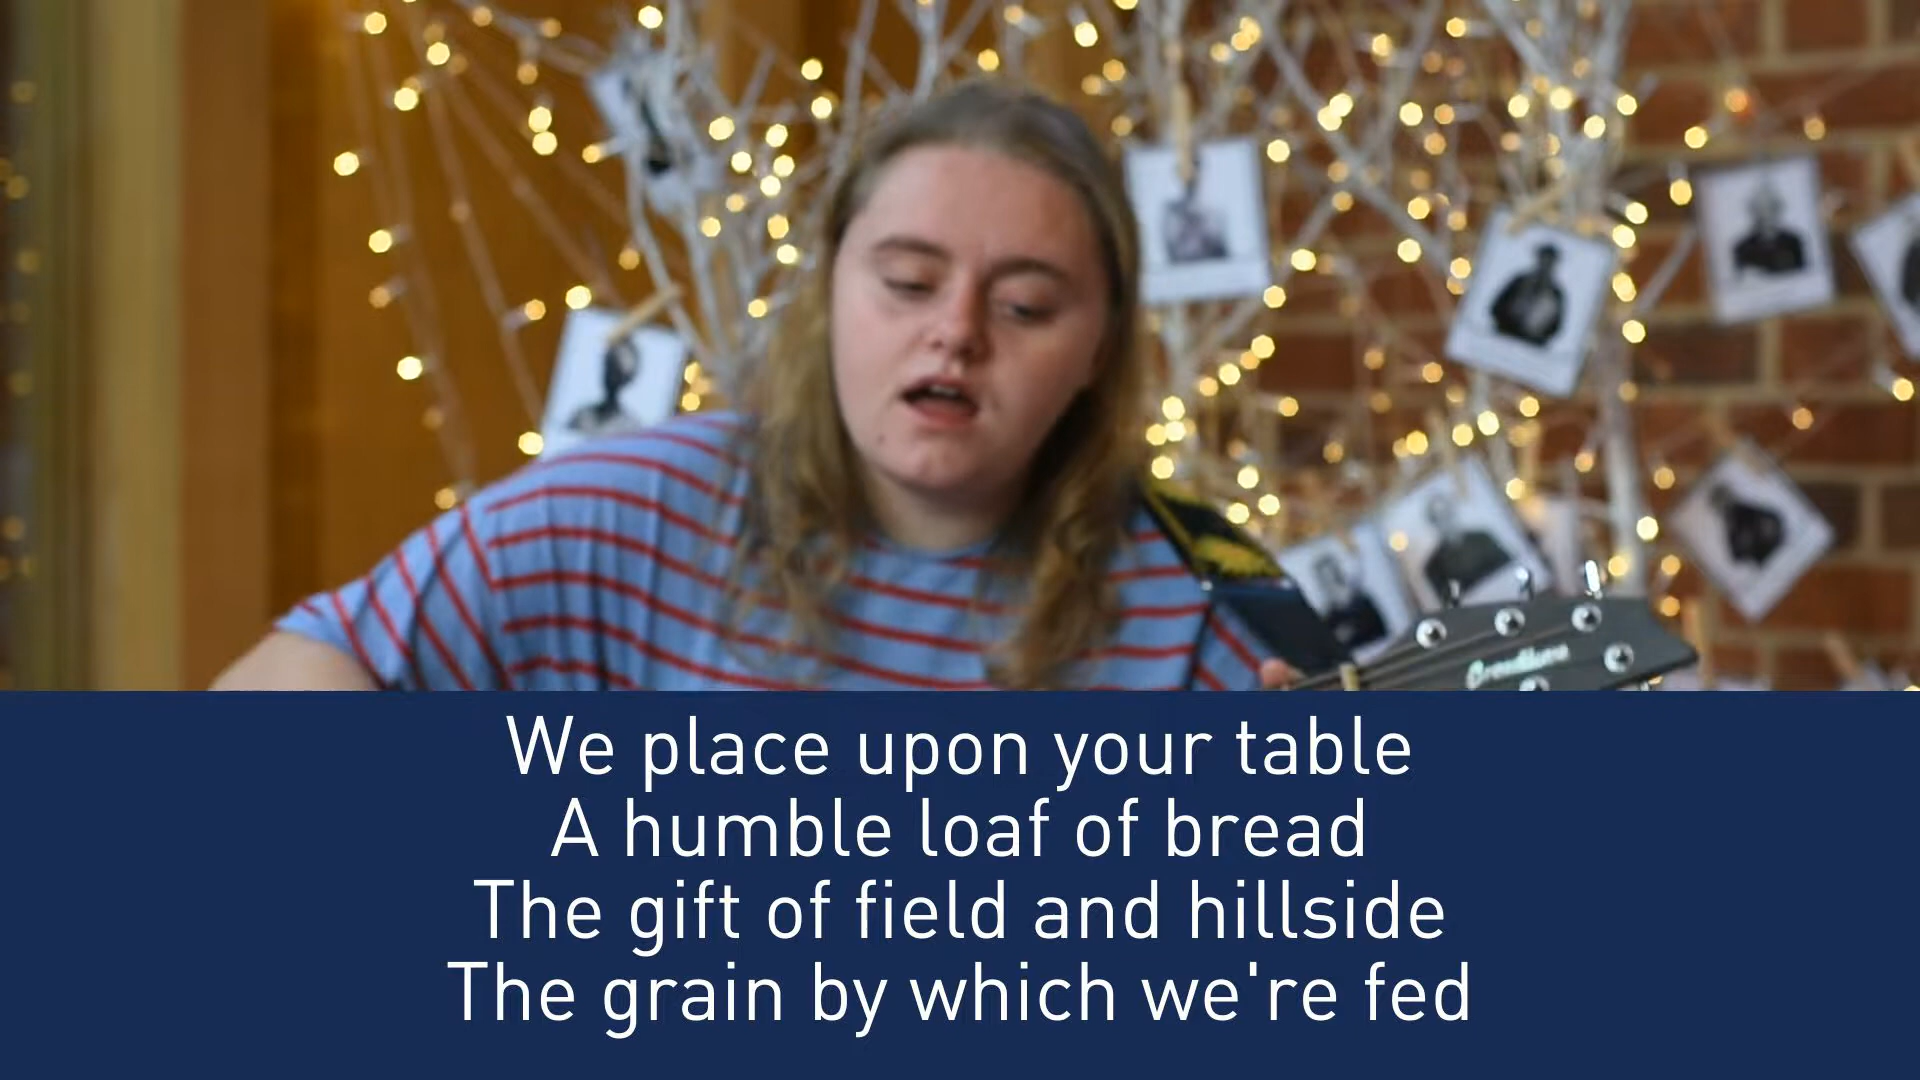 We place upon your table
A humble loaf of bread
The gift of field and hillside
The grain by which we're fed